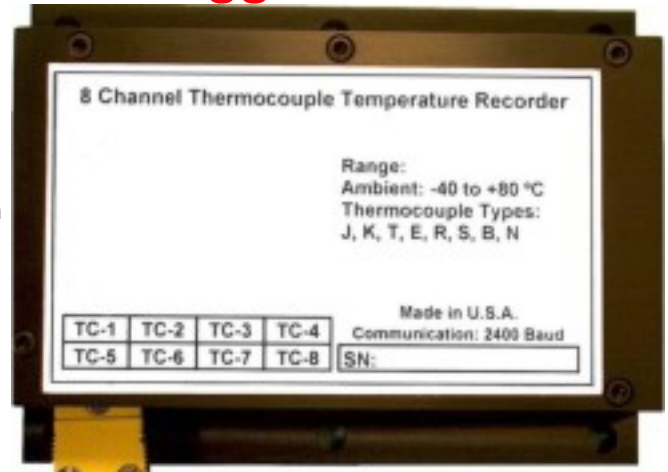 8 Channel Thermocouple Temperature Recorder
Range:
Ambient: -40 to +80 °C
Thermocouple Types:
J, K, T, E, R, S, B, N
Made in U.S.A.
Communication: 2400 Baud
TC-1 TC-2 TC-3 TC-4
TC-5 TC-6 TC-7 TC-8 SN: